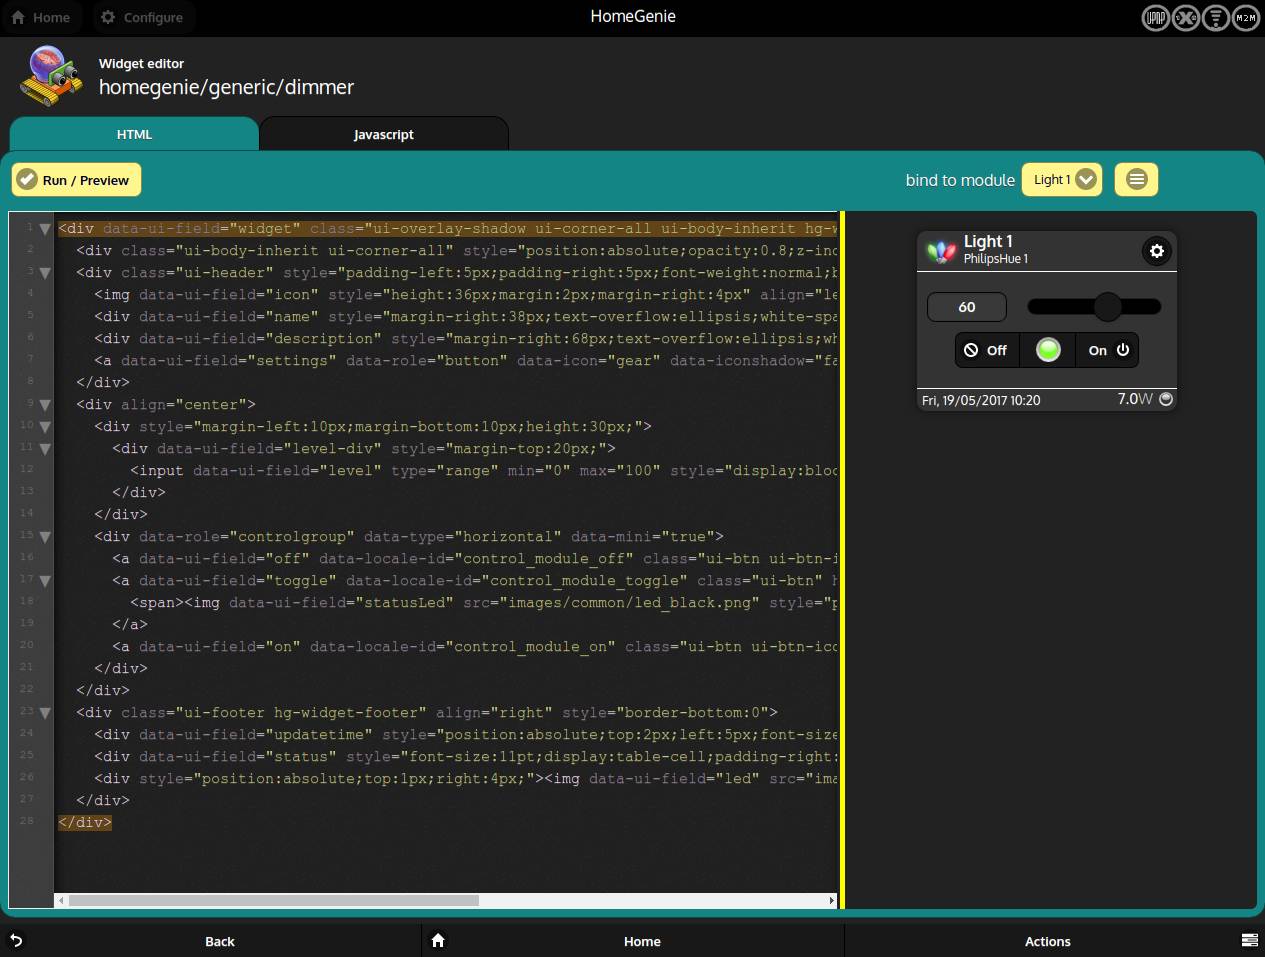 Home
Configure
HomeGenie
UPNP
X10
M2M
Widget editor
homegenie/generic/dimmer
HTML
Javascript
Run / Preview
bind to module
Light 1
1 <div data-ui-field="widget" class="ui-overlay-shadow ui-corner-all ui-body-inherit hg-w
2 <div class="ui-body-inherit ui-corner-all" style="position:absolute;opacity:0.8;z-ind
3 <div class="ui-header" style="padding-left:5px;padding-right:5px;font-weight:normal;b
4 <img data-ui-field="icon" style="height:36px;margin:2px;margin-right:4px" align="le
5 <div data-ui-field="name" style="margin-right:38px;text-overflow:ellipsis;white-spa
6 <div data-ui-field="description" style="margin-right:68px;text-overflow:ellipsis;wh
7 <a data-ui-field="settings" data-role="button" data-icon="gear" data-iconshadow="fa
8 </div>
9 <div align="center">
10 <div style="margin-left:10px;margin-bottom:10px;height:30px;">
11 <div data-ui-field="level-div" style="margin-top:20px;">
12 <input data-ui-field="level" type="range" min="0" max="100" style="display:bloc
13 </div>
14 </div>
15 <div data-role="controlgroup" data-type="horizontal" data-mini="true">
16 <a data-ui-field="off" data-locale-id="control_module_off" class="ui-btn ui-btn-i
17 <a data-ui-field="toggle" data-locale-id="control_module_toggle" class="ui-btn" h
18 <span><img data-ui-field="statusLed" src="images/common/led_black.png" style="p
19 </a>
20 <a data-ui-field="on" data-locale-id="control_module_on" class="ui-btn ui-btn-ico
21 </div>
22 </div>
23 <div class="ui-footer hg-widget-footer" align="right" style="border-bottom:0">
24 <div data-ui-field="updatetime" style="position:absolute;top:2px;left:5px;font-size
25 <div data-ui-field="status" style="font-size:11pt;display:table-cell;padding-right:
26 <div style="position:absolute;top:1px;right:4px;"><img data-ui-field="led" src="ima
27 </div>
28 </div>
Light 1
PhilipsHue 1
60
Off
On
Fri, 19/05/2017 10:20
7.0W
Back
Home
Actions